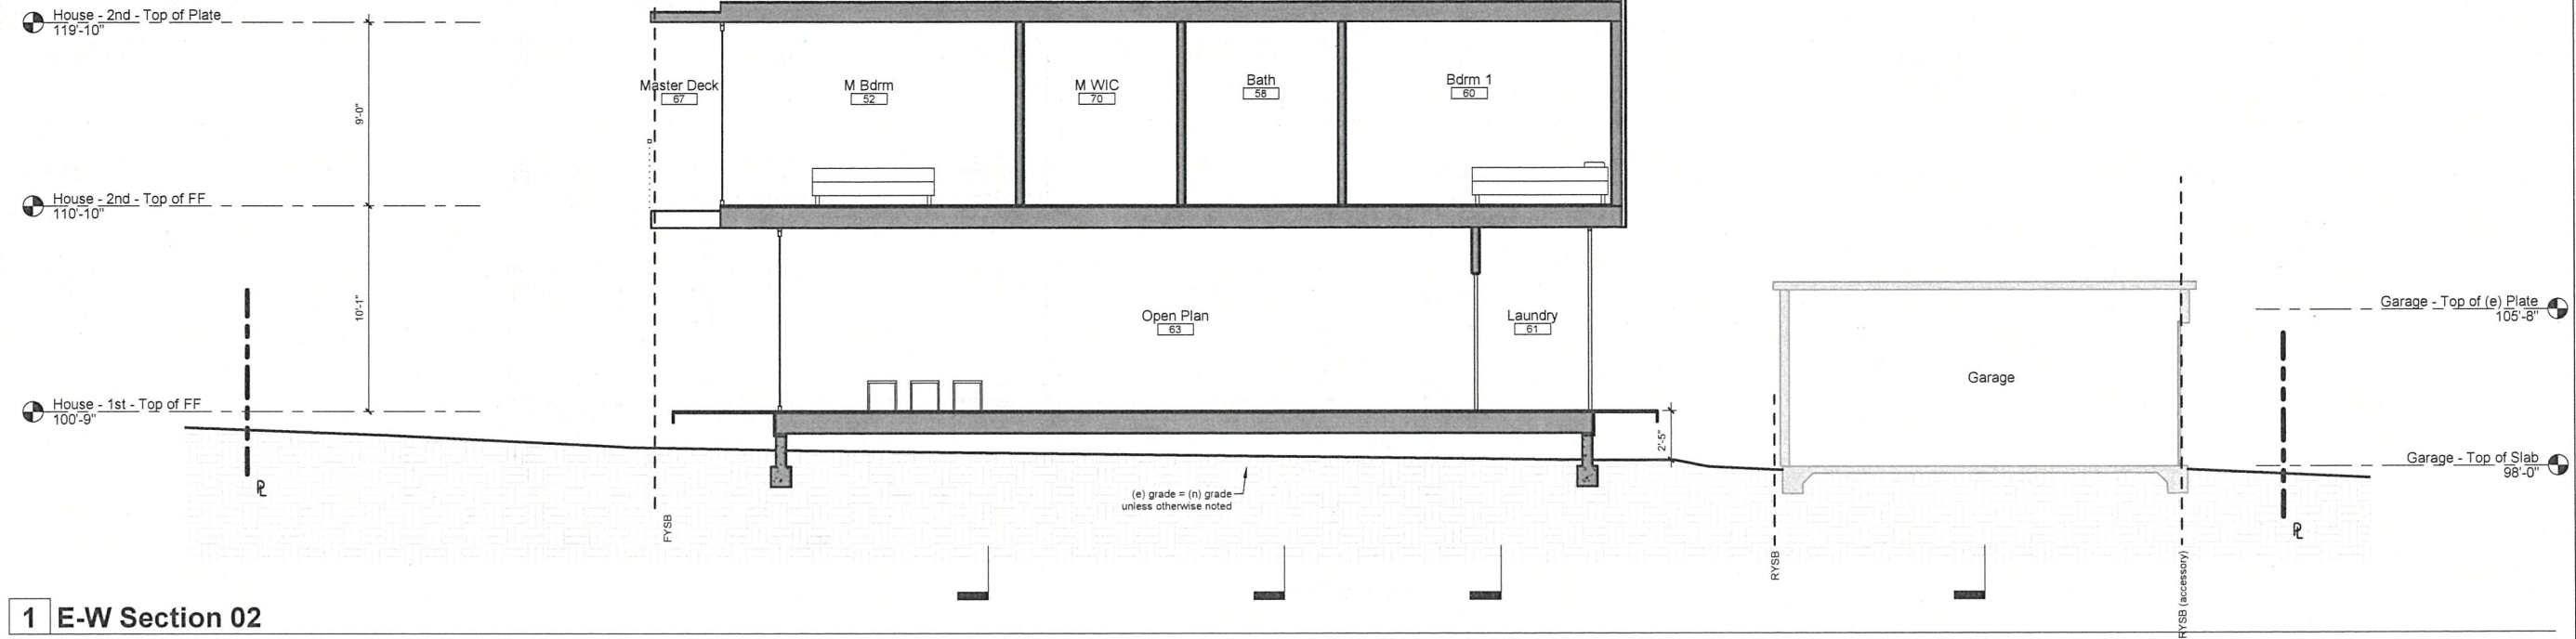 House - 2nd - Top of Plate
119'-10"
9'-0"
Master Deck
67
M Bdrm
52
M WIC
70
Bath
58
Bdrm 1
60
House - 2nd - Top of FF
110'-10"
10'-1"
Open Plan
63
Laundry
61
Garage - Top of (e) Plate
105'-8"
Garage
House - 1st - Top of FF
100'-9"
2'-5"
Garage - Top of Slab
98'-0"
PL
(e) grade = (n) grade
unless otherwise noted
FYSB
RYSB
RYSB (accessory)
PL
1 E-W Section 02